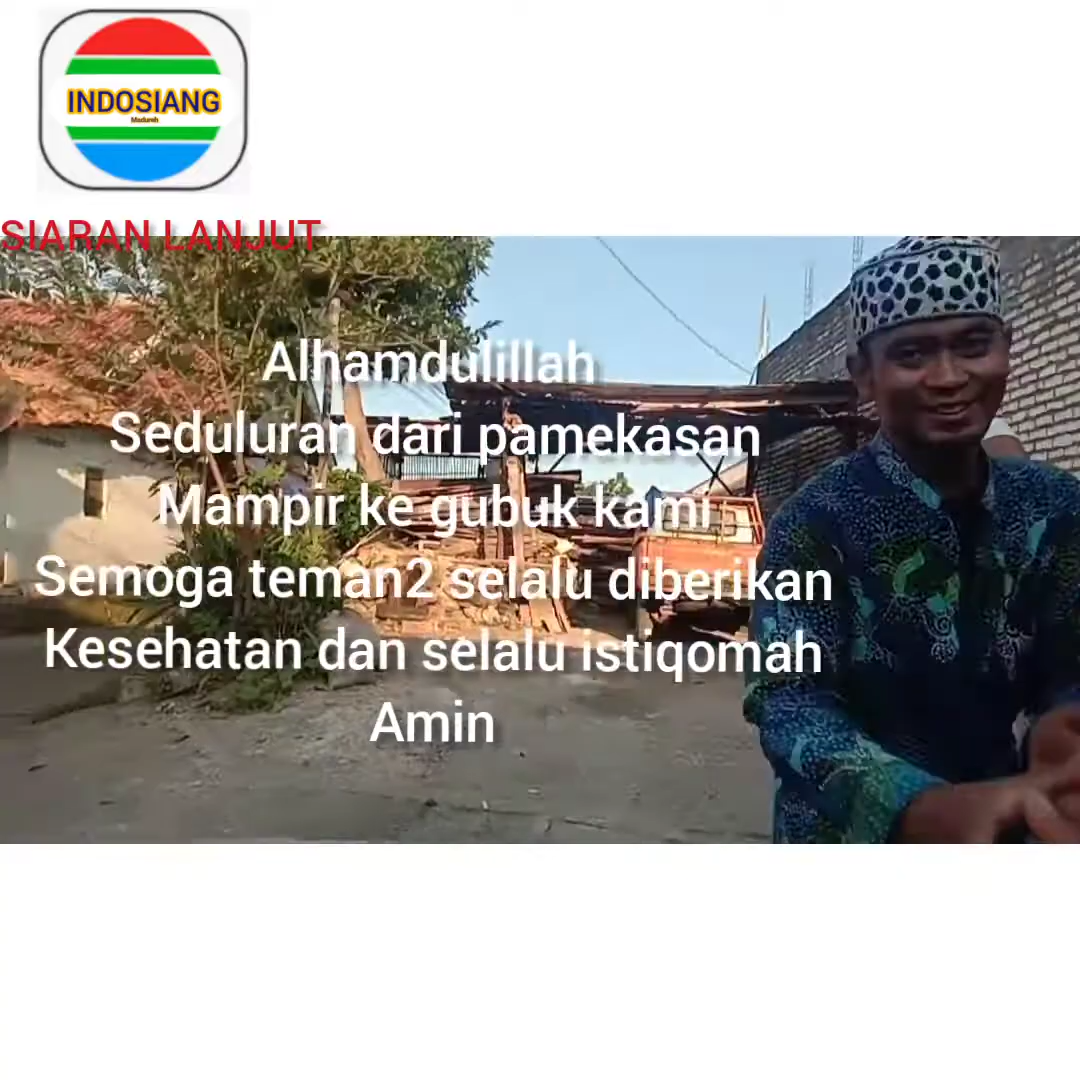 INDOSIANG
Madureh
SIARAN LANJUT
Alhamdulillah
Seduluran dari pamekasan
Mampir ke gubuk kami
Semoga teman2 selalu diberikan
Kesehatan dan selalu istiqomah
Amin